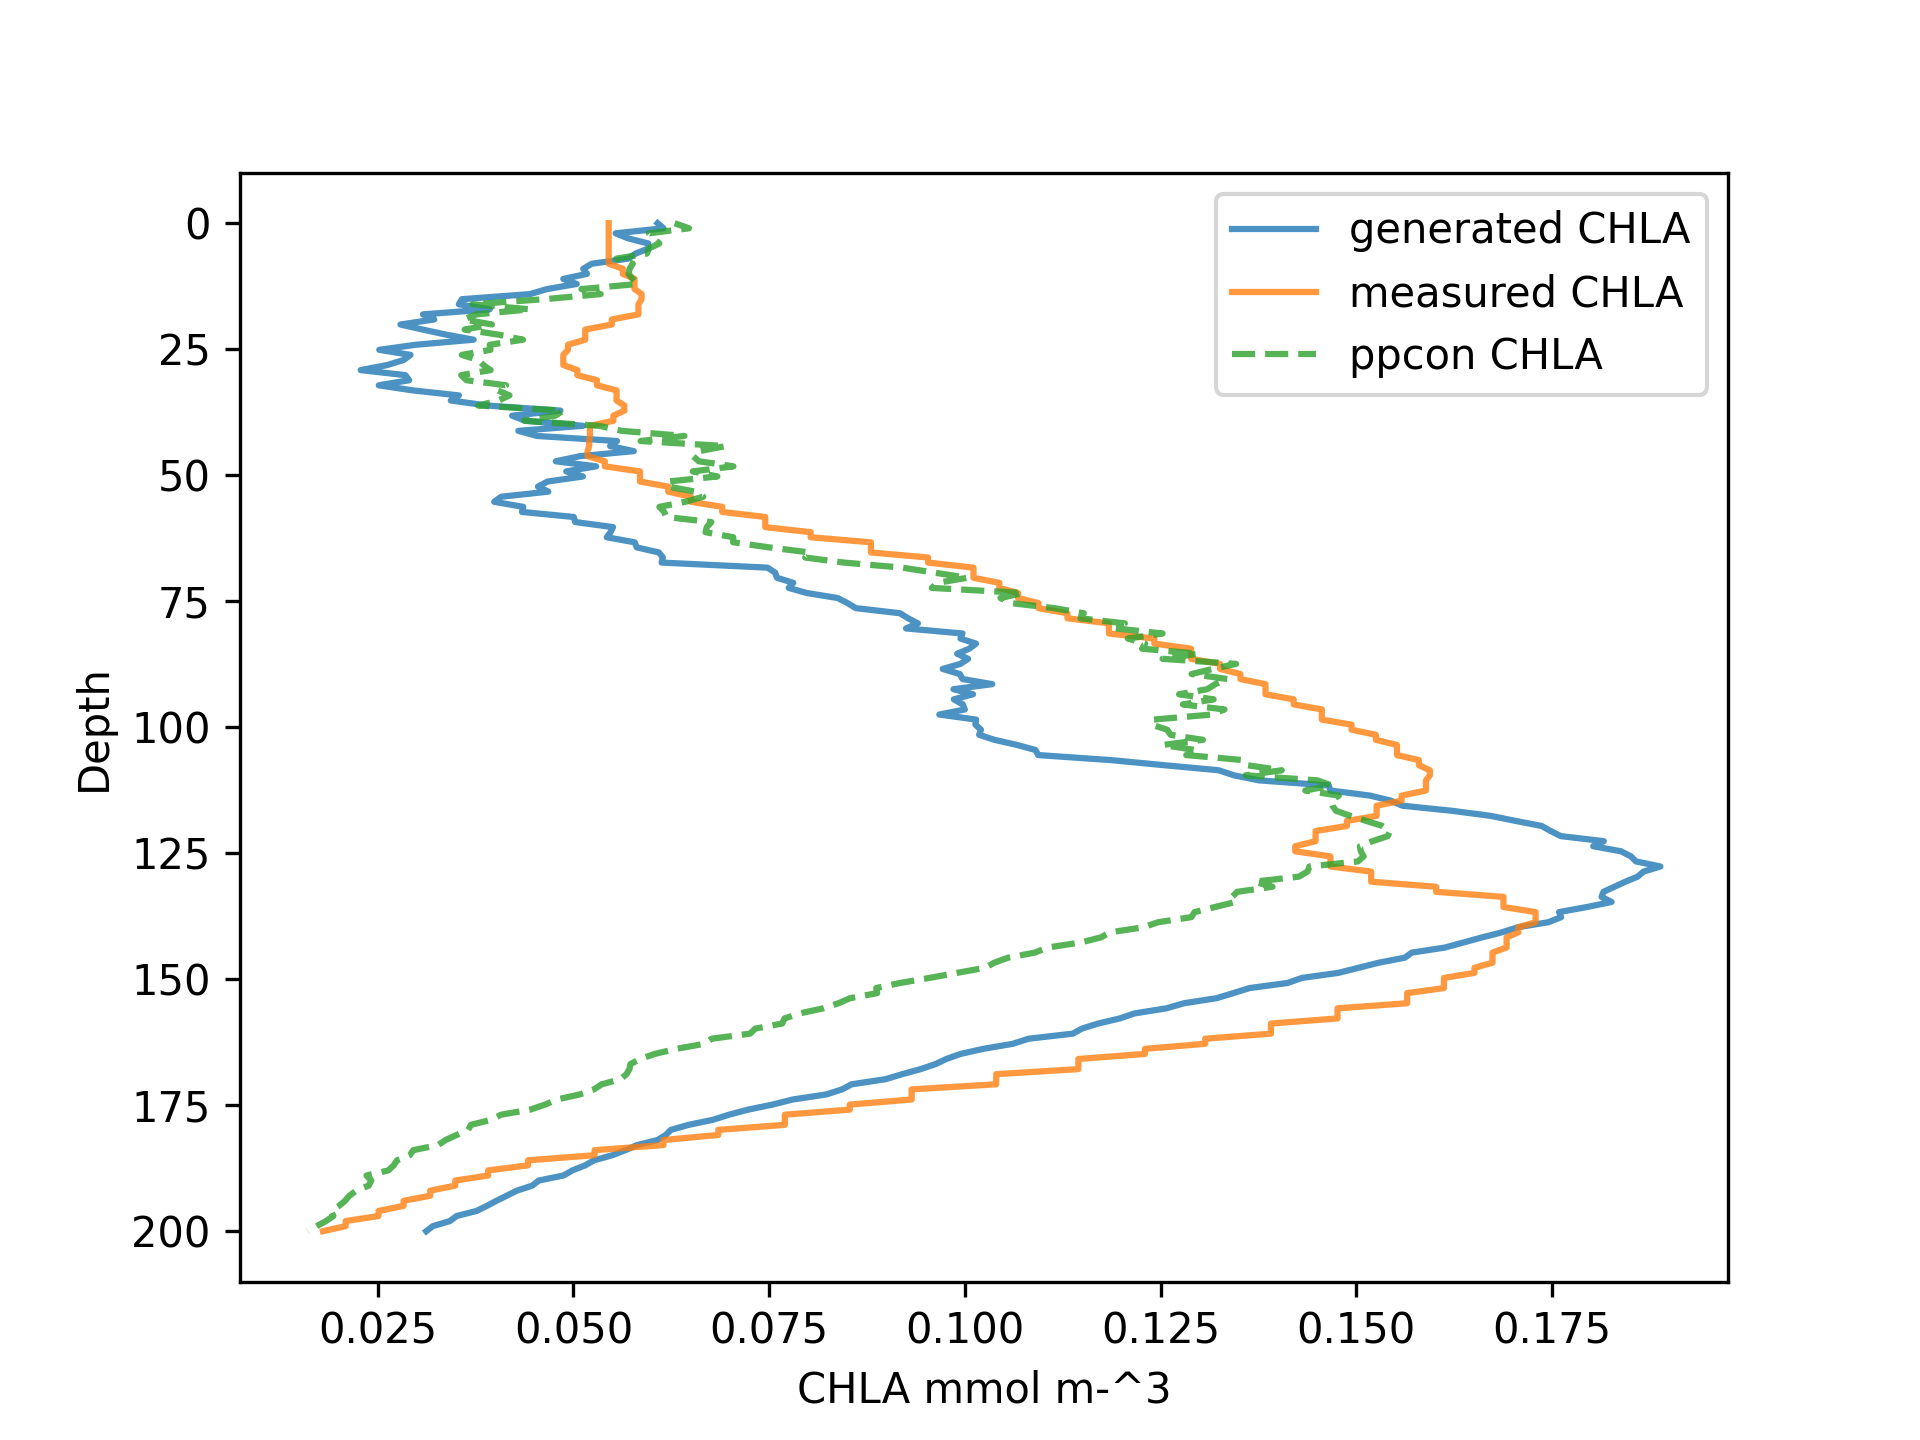 generated CHLA
measured CHLA
ppcon CHLA
Depth
0
25
50
75
100
125
150
175
200
0.025 0.050 0.075 0.100 0.125 0.150 0.175
CHLA mmol m-^3